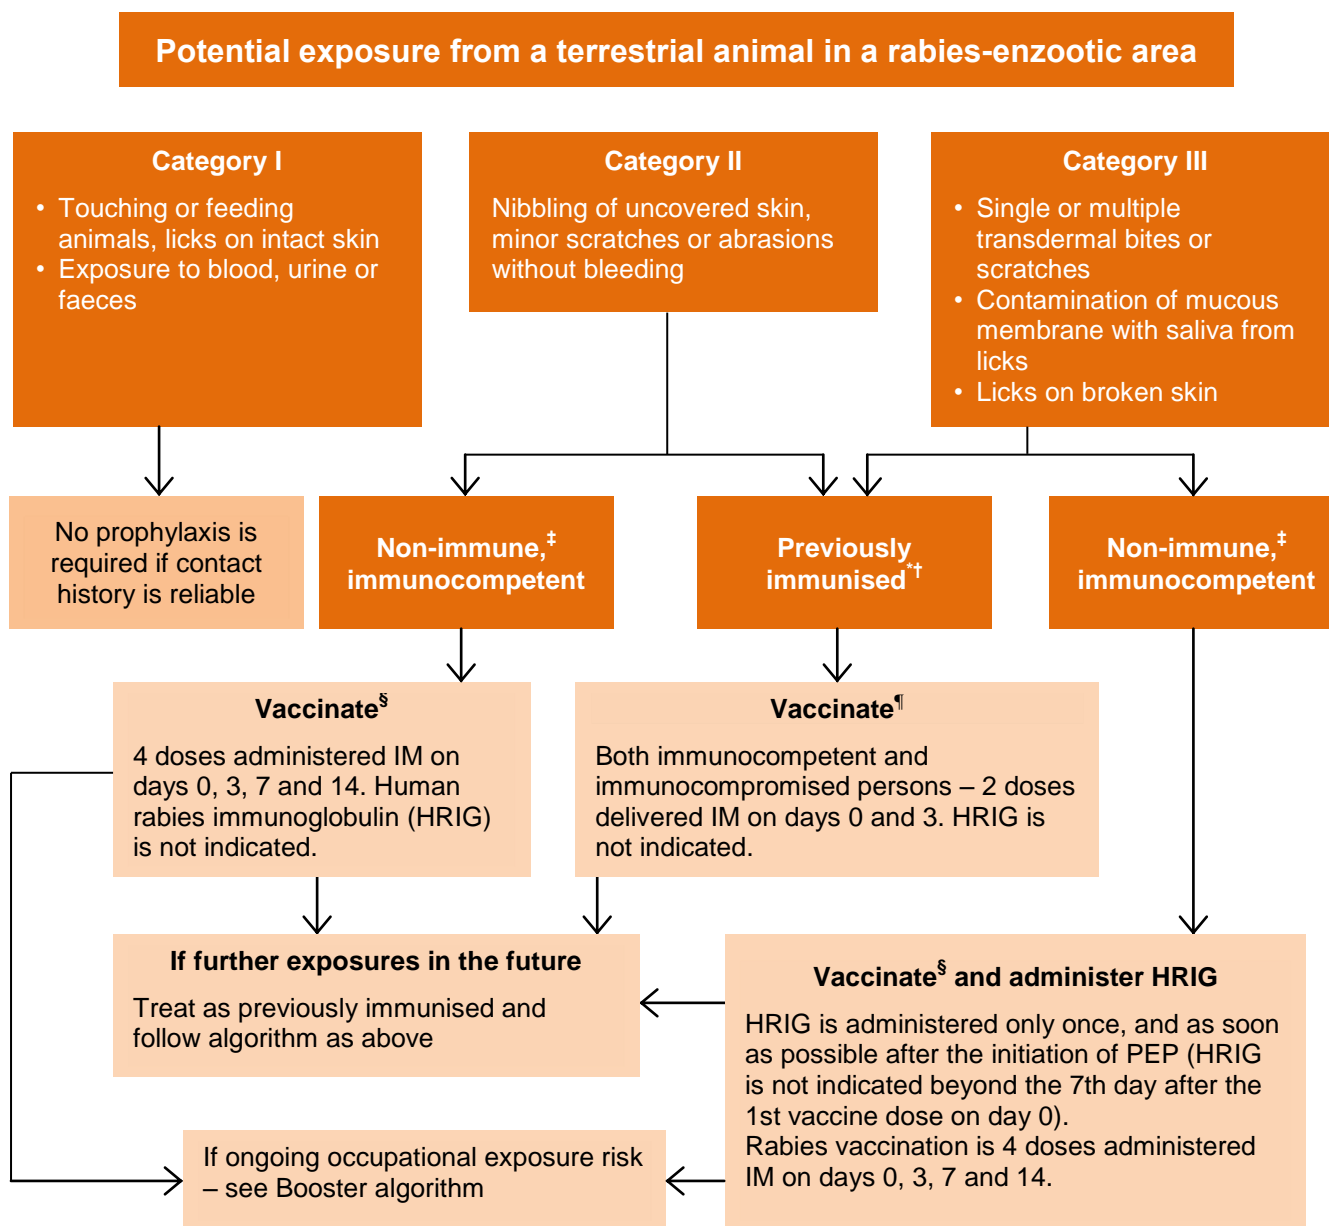 Potential exposure from a terrestrial animal in a rabies-enzootic area
Category I
• Touching or feeding
animals, licks on intact skin
• Exposure to blood, urine or
faeces
Category II
Nibbling of uncovered skin,
minor scratches or abrasions
without bleeding
Category III
• Single or multiple
transdermal bites or
scratches
• Contamination of mucous
membrane with saliva from
licks
• Licks on broken skin
No prophylaxis is
required if contact
history is reliable
Non-immune,‡
immunocompetent
Previously
immunised*†
Non-immune,‡
immunocompetent
Vaccinate§
4 doses administered IM on
days 0, 3, 7 and 14. Human
rabies immunoglobulin (HRIG)
is not indicated.
Vaccinate¶
Both immunocompetent and
immunocompromised persons – 2 doses
delivered IM on days 0 and 3. HRIG is
not indicated.
If further exposures in the future
Treat as previously immunised and
follow algorithm as above
Vaccinate§ and administer HRIG
HRIG is administered only once, and as soon
as possible after the initiation of PEP (HRIG
is not indicated beyond the 7th day after the
1st vaccine dose on day 0).
Rabies vaccination is 4 doses administered
IM on days 0, 3, 7 and 14.
If ongoing occupational exposure risk
– see Booster algorithm